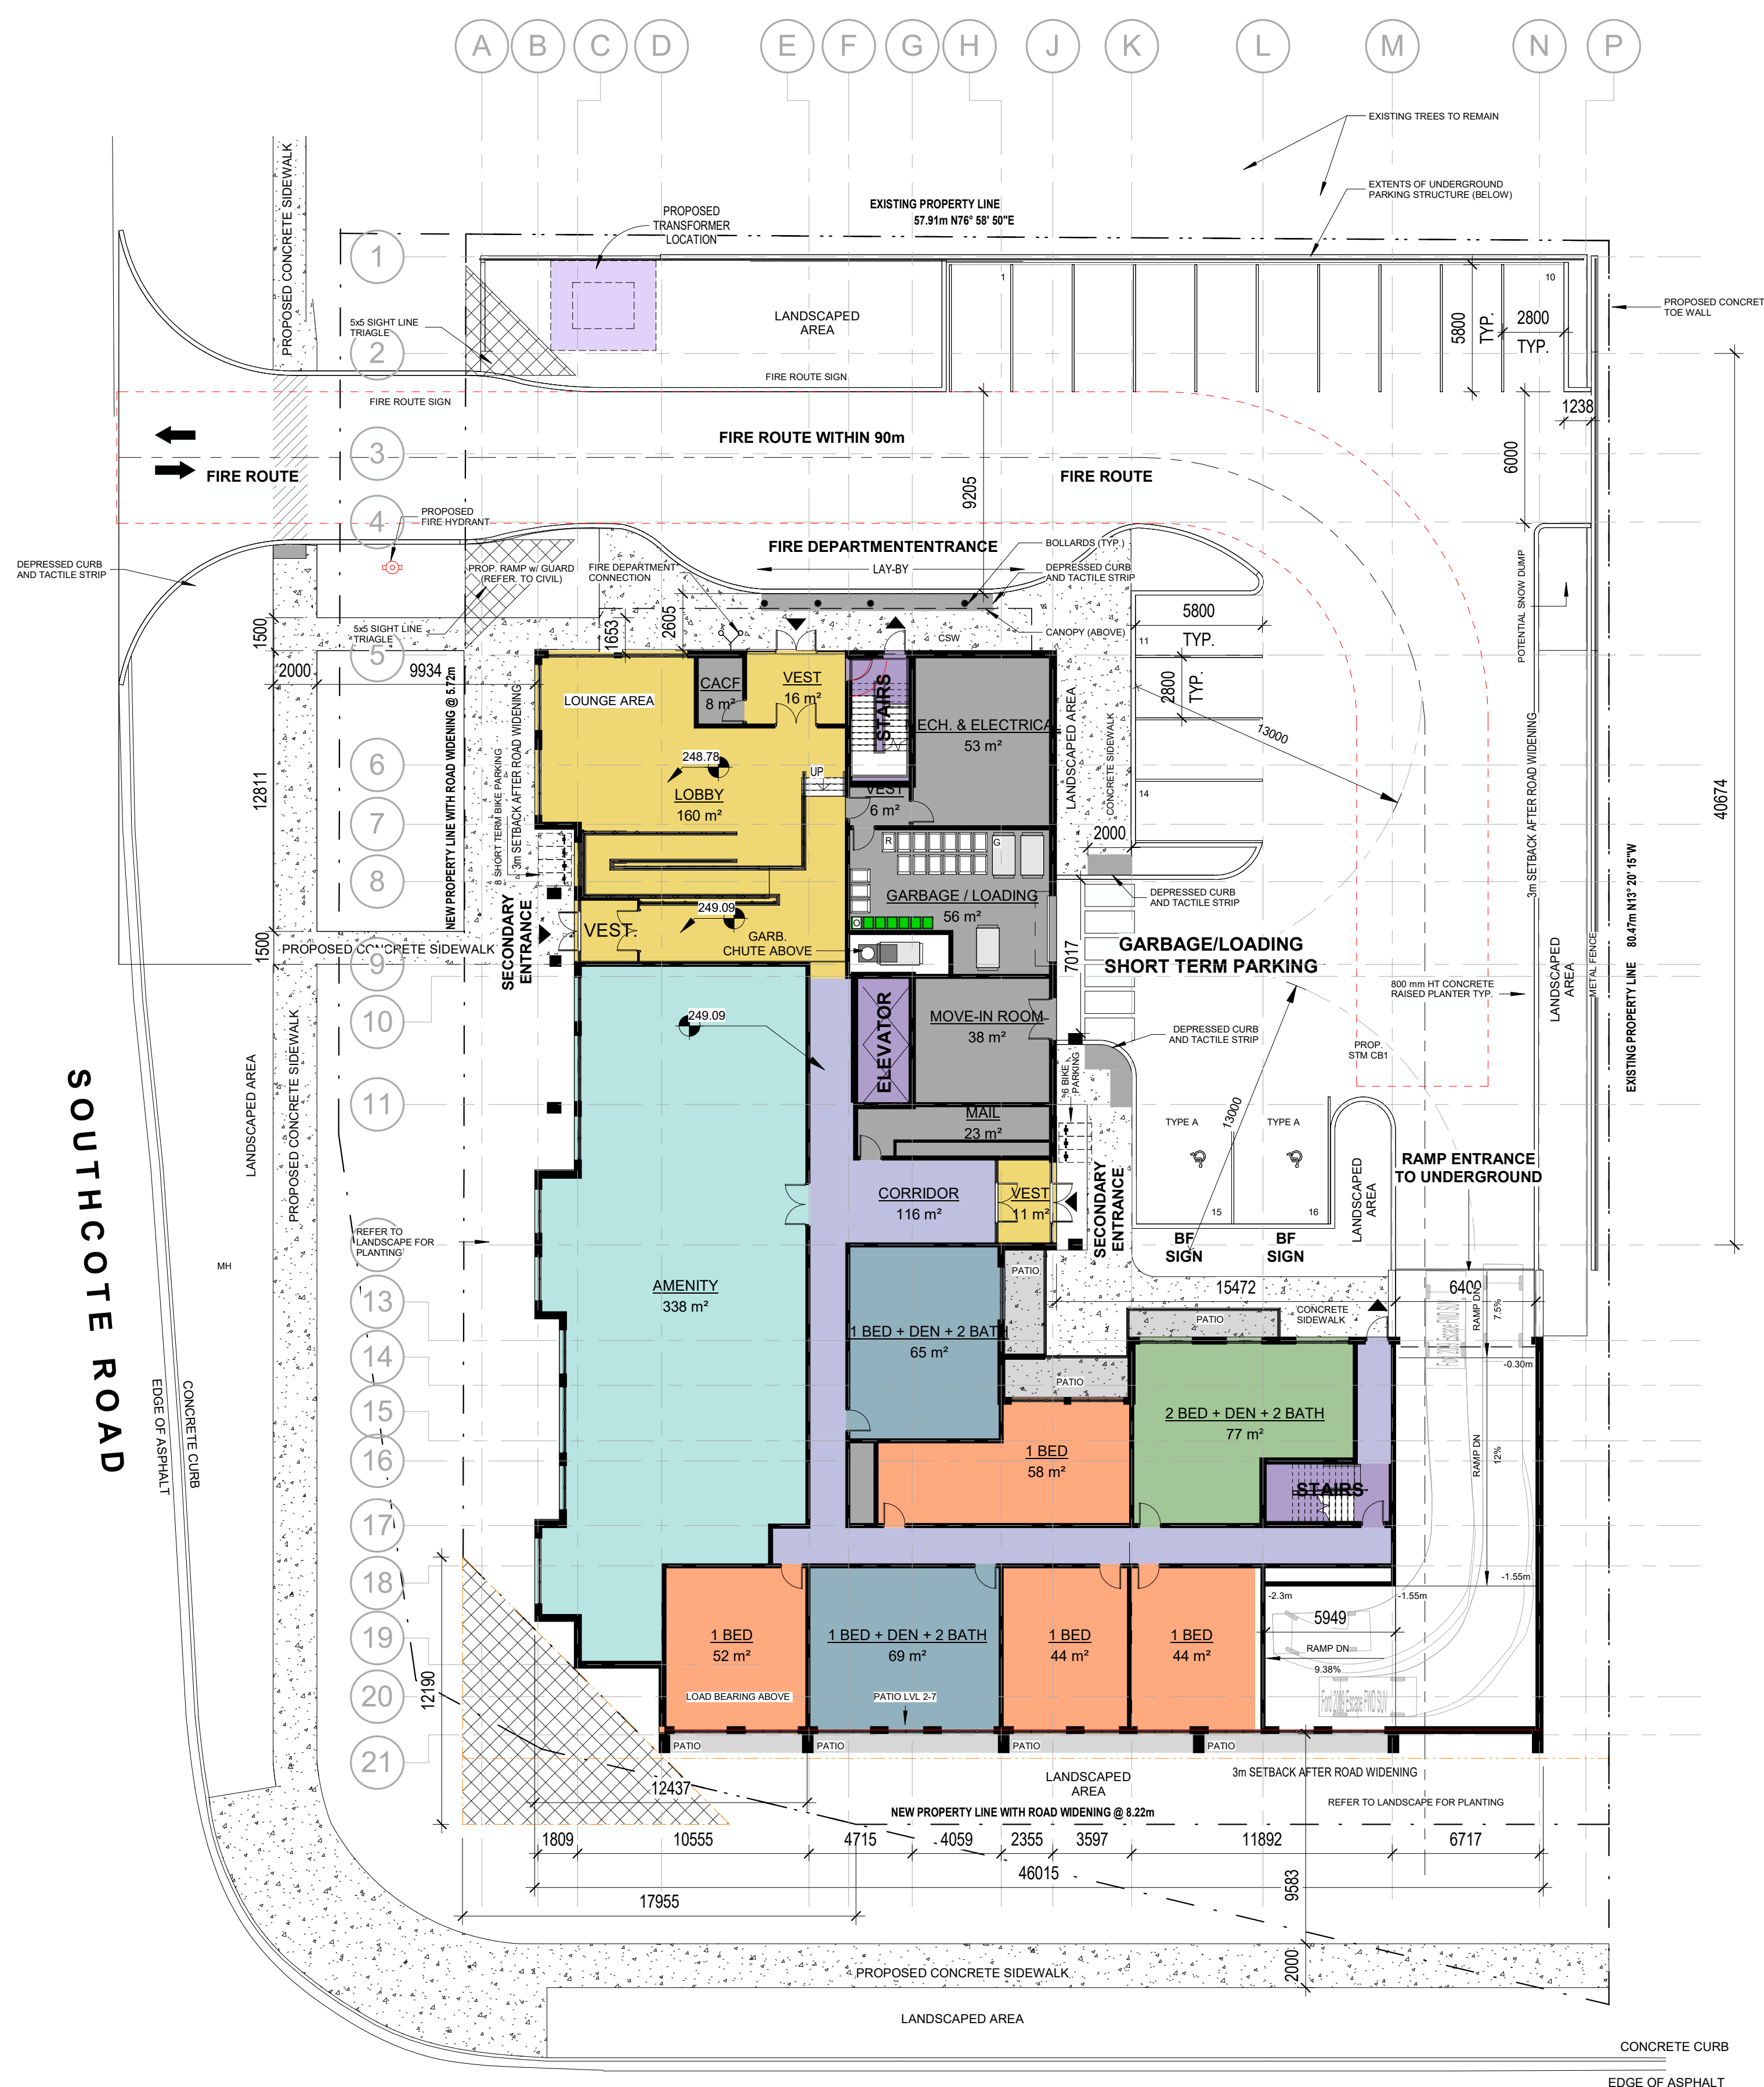 A B C D E F G H J K L M N P
EXISTING TREES TO REMAIN
EXTENTS OF UNDERGROUND
PARKING STRUCTURE (BELOW)
EXISTING PROPERTY LINE
57.91m N76° 58' 50"E
PROPOSED
TRANSFORMER
LOCATION
PROPOSED CONCRETE SIDEWALK
1
5x5 SIGHT LINE
TRIAGLE
2
LANDSCAPED
AREA
1
10
5800
TYP.
2800
TYP.
PROPOSED CONCRET
TOE WALL
FIRE ROUTE SIGN
FIRE ROUTE SIGN
1238
3
FIRE ROUTE WITHIN 90m
FIRE ROUTE
FIRE ROUTE
9205
6000
4
PROPOSED
FIRE HYDRANT
DEPRESSED CURB
AND TACTILE STRIP
PROP. RAMP w/ GUARD
(REFER. TO CIVIL)
FIRE DEPARTMENT
CONNECTION
FIRE DEPARTMENTENTRANCE
LAY-BY
BOLLARDS (TYP.)
DEPRESSED CURB
AND TACTILE STRIP
CANOPY (ABOVE)
CSW
5800
TYP.
11
2800
TYP.
13000
14
POTENTIAL SNOW DUMP
40674
1500
5x5 SIGHT LINE
TRIAGLE
5
1653
2605
2000
9934
NEW PROPERTY LINE WITH ROAD WIDENING @ 5.72m
8 SHORT TERM BIKE PARKING
3m SETBACK AFTER ROAD WIDENING
LOUNGE AREA
CACF
8 m²
VEST
16 m²
STAIRS
MECH. & ELECTRICA
53 m²
LANDSCAPED AREA
CONCRETE SIDEWALK
6
12811
248.78
UP
LOBBY
160 m²
VEST
6 m²
7
2000
3m SETBACK AFTER ROAD WIDENING
EXISTING PROPERTY LINE 80.47m N13° 20' 15"W
8
R
G
GARBAGE / LOADING
56 m²
O
DEPRESSED CURB
AND TACTILE STRIP
SECONDARY
ENTRANCE
249.09
VEST.
GARB.
CHUTE ABOVE
1500
PROPOSED CONCRETE SIDEWALK
9
7017
GARBAGE/LOADING
SHORT TERM PARKING
METAL FENCE
LANDSCAPED
AREA
800 mm HT CONCRETE
RAISED PLANTER TYP.
10
249.09
ELEVATOR
MOVE-IN ROOM
38 m²
DEPRESSED CURB
AND TACTILE STRIP
PROP.
STM CB1
SOUTHCOTE ROAD
LANDSCAPED AREA
PROPOSED CONCRETE SIDEWALK
11
6 BIKE
PARKING
MAIL
23 m²
TYPE A
TYPE A
13000
SECONDARY
ENTRANCE
LANDSCAPED
AREA
RAMP ENTRANCE
TO UNDERGROUND
CORRIDOR
116 m²
VEST
11 m²
15
16
BF
SIGN
BF
SIGN
REFER TO
LANDSCAPE FOR
PLANTING
MH
PATIO
15472
6400
AMENITY
338 m²
13
PATIO
CONCRETE
SIDEWALK
RAMP DN
7.5%
1 BED + DEN + 2 BATH
65 m²
14
-0.30m
PATIO
EDGE OF ASPHALT
CONCRETE CURB
15
2 BED + DEN + 2 BATH
77 m²
16
1 BED
58 m²
RAMP DN
12%
STAIRS
17
18
-1.55m
-2.3m
-1.55m
19
1 BED
52 m²
1 BED + DEN + 2 BATH
69 m²
1 BED
44 m²
1 BED
44 m²
5949
RAMP DN
9.38%
12190
20
LOAD BEARING ABOVE
PATIO LVL 2-7
Ford 2009 Escape FWD SUV
21
PATIO
PATIO
PATIO
PATIO
12437
LANDSCAPED
AREA
3m SETBACK AFTER ROAD WIDENING
REFER TO LANDSCAPE FOR PLANTING
NEW PROPERTY LINE WITH ROAD WIDENING @ 8.22m
1809
10555
4715
4059
2355
3597
11892
6717
46015
17955
9583
PROPOSED CONCRETE SIDEWALK
2000
LANDSCAPED AREA
CONCRETE CURB
EDGE OF ASPHALT